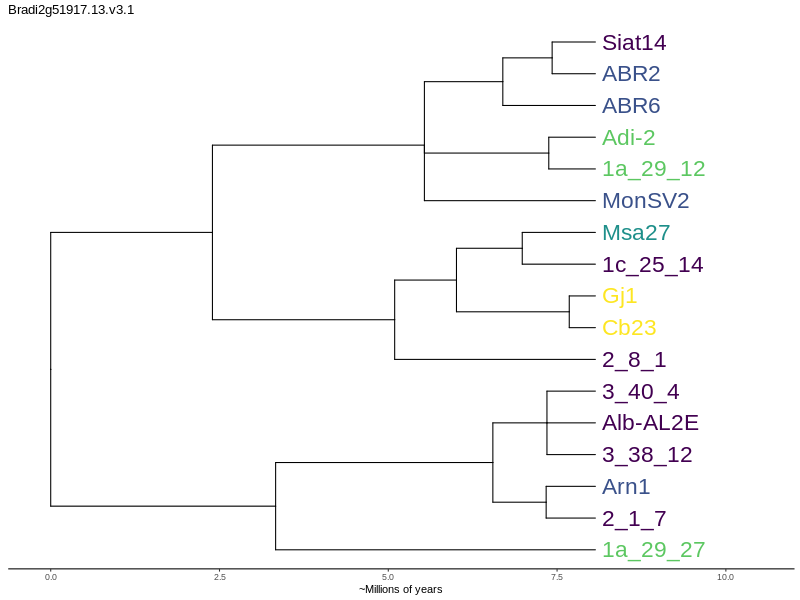 Bradi2g51917.13.v3.1
Siat14
ABR2
ABR6
Adi-2
1a_29_12
MonSV2
Msa27
1c_25_14
Gj1
Cb23
2_8_1
3_40_4
Alb-AL2E
3_38_12
Arn1
2_1_7
1a_29_27
0.0 2.5 5.0 7.5 10.0
~Millions of years